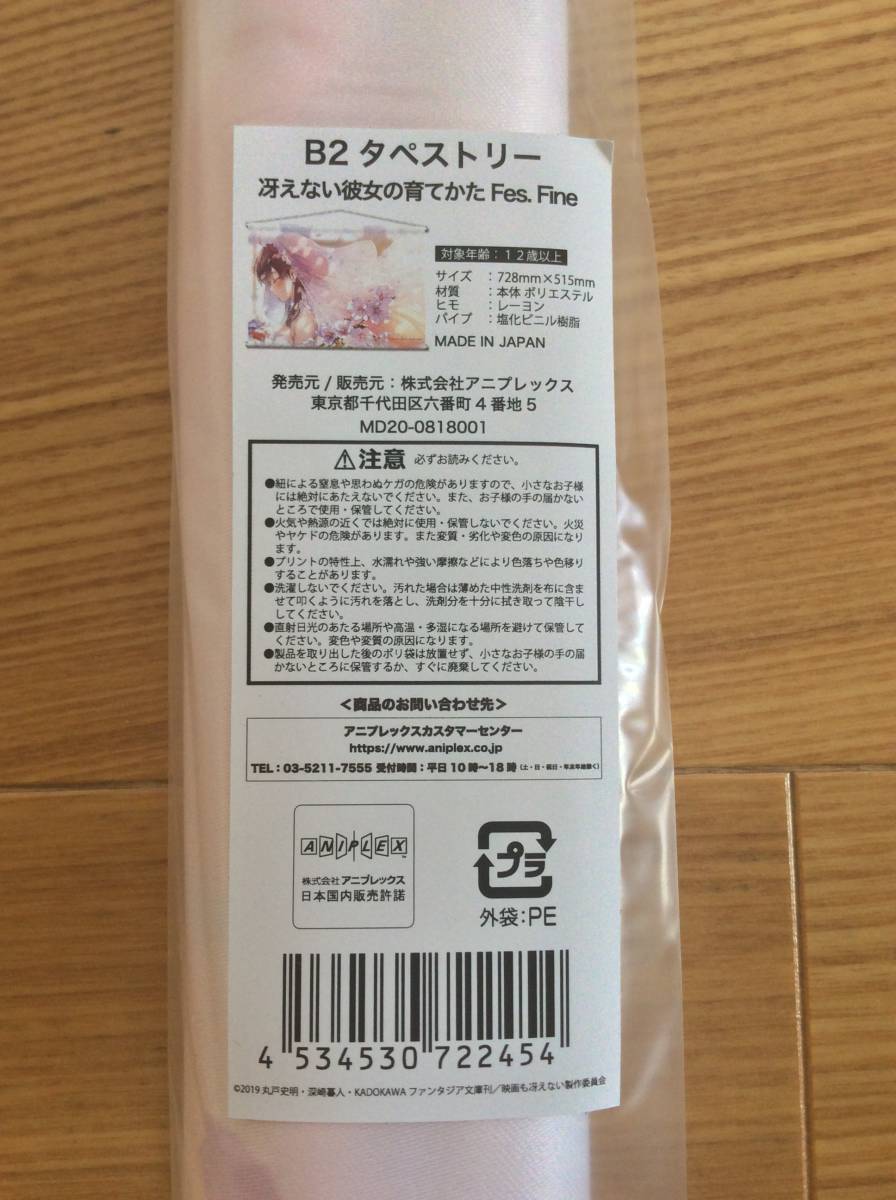 B2 タペストリー
冴えない彼女の育てかた Fes. Fine
対象年齢：１２歳以上
サイズ ：728mm×515mm
材質 ：本体 ポリエステル
ヒモ ：レーヨン
パイプ ：塩化ビニル樹脂
MADE IN JAPAN
発売元 / 販売元：株式会社アニプレックス
東京都千代田区六番町４番地５
MD20-0818001
⚠注意 必ずお読みください。
●紐による窒息や思わぬケガの危険がありますので、小さなお子様
には絶対にあたえないでください。また、お子様の手の届かない
ところで使用・保管してください。
●火気や熱源の近くでは絶対に使用・保管しないでください。火災
やヤケドの危険があります。また変質・劣化や変色の原因になり
ます。
●プリントの特性上、水濡れや強い摩擦などにより色落ちや色移り
することがあります。
●洗濯しないでください。汚れた場合は薄めた中性洗剤を布に含ま
せて叩くように汚れを落とし、洗剤分を十分に拭き取って陰干し
してください。
●直射日光のあたる場所や高温・多湿になる場所を避けて保管して
ください。変色や変質の原因になります。
●製品を取り出した後のポリ袋は放置せず、小さなお子様の手の届
かないところに保管するか、すぐに廃棄してください。
＜商品のお問い合わせ先＞
アニプレックスカスタマーセンター
https://www.aniplex.co.jp
TEL：03-5211-7555 受付時間：平日10時〜18時（土・日・祝日・年末年始除く）
ANIPLEX™
株式会社アニプレックス
日本国内販売許諾
プラ
外袋：PE
4 534530 722454
©2019 丸戸史明・深崎暮人・KADOKAWA ファンタジア文庫刊／映画も冴えない製作委員会